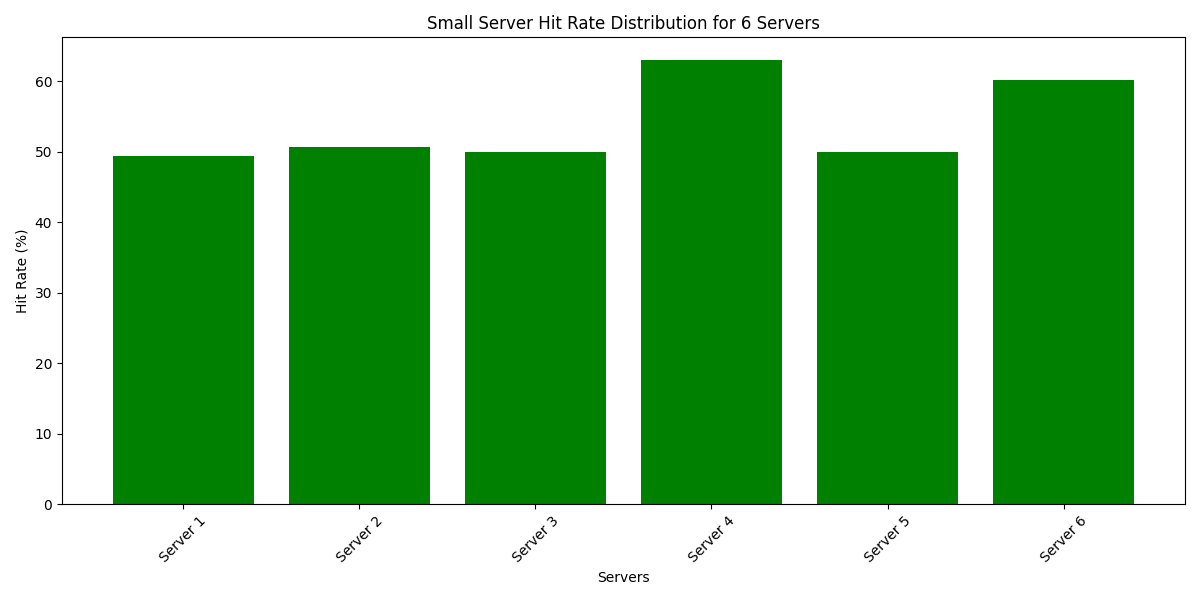 Small Server Hit Rate Distribution for 6 Servers
Hit Rate (%)
60
50
40
30
20
10
0
Server 1
Server 2
Server 3
Server 4
Server 5
Server 6
Servers